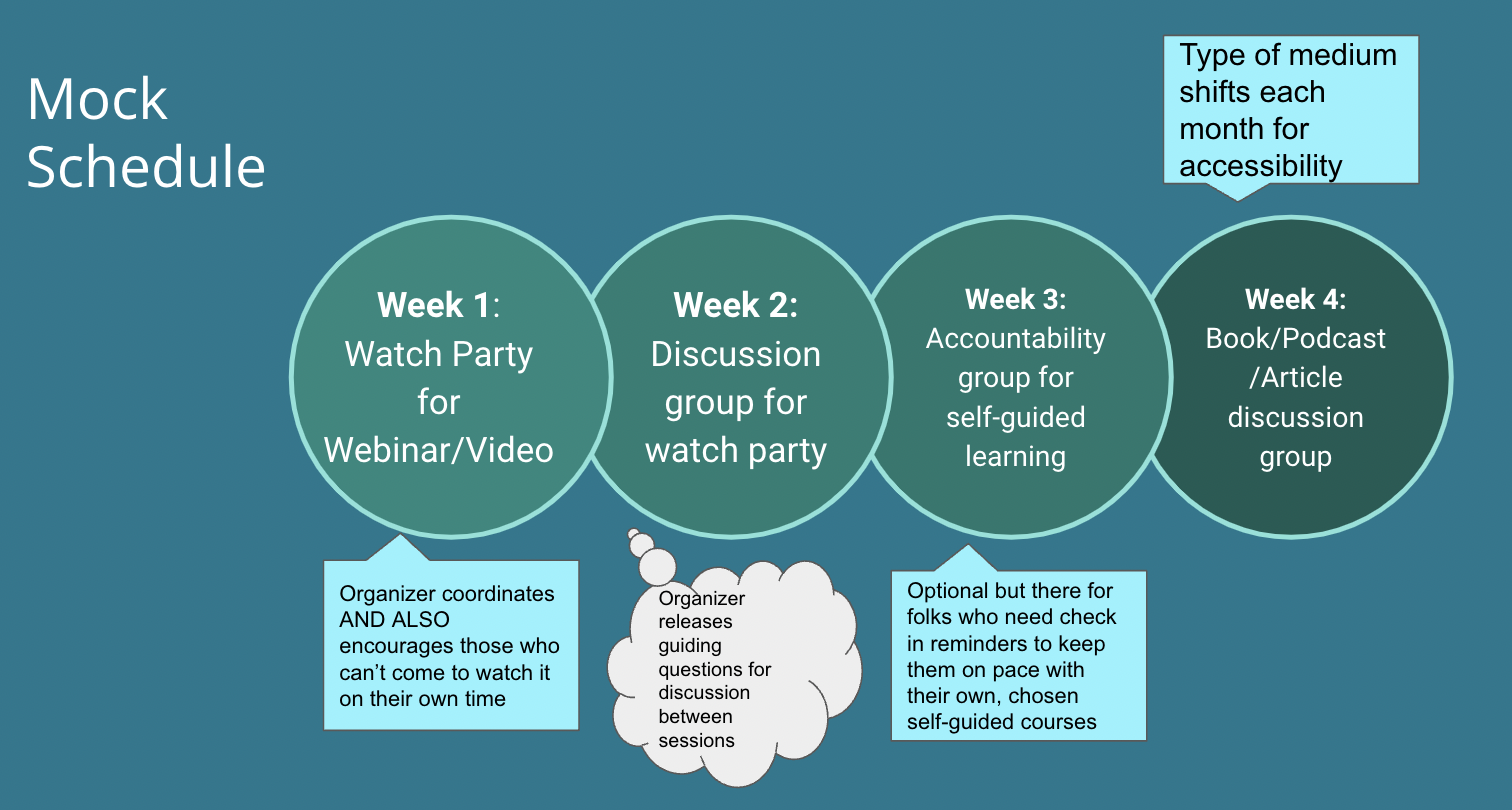 Mock
Schedule
Type of medium
shifts each
month for
accessibility
Week 1:
Watch Party
for
Webinar/Video
Week 2:
Discussion
group for
watch party
Week 3:
Accountability
group for
self-guided
learning
Week 4:
Book/Podcast
/Article
discussion
group
Organizer coordinates
AND ALSO
encourages those who
can’t come to watch it
on their own time
Organizer
releases
guiding
questions for
discussion
between
sessions
Optional but there for
folks who need check
in reminders to keep
them on pace with
their own, chosen
self-guided courses